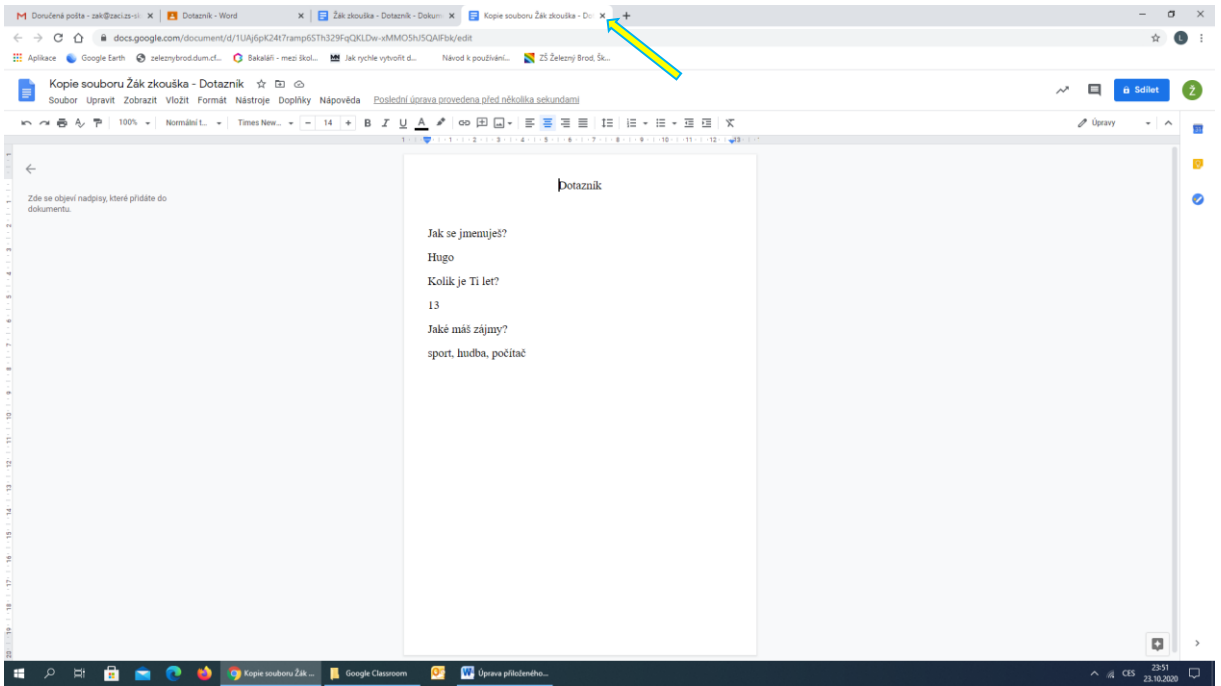 Doručená pošta - zak@zaci.zs-sk
Dotazník - Word
Žák zkouška - Dotazník - Dokum
Kopie souboru Žák zkouška - Do
docs.google.com/document/d/1UAj6pK24t7ramp6STh329FqQKLDw-xMMO5hJ5QAIFbk/edit
Aplikace
Google Earth
zeleznybrod.dum.cf...
Bakaláři - mezi škol...
Jak rychle vytvořit d...
Návod k používání...
ZŠ Železný Brod, Šk...
Kopie souboru Žák zkouška - Dotazník
Soubor Upravit Zobrazit Vložit Formát Nástroje Doplňky Nápověda Poslední úprava provedena před několika sekundami
Sdílet
Ž
L
100% Normální t... Times New... 14 B I U A
Úpravy
Zde se objeví nadpisy, které přidáte do
dokumentu.
Dotazník
Jak se jmenuješ?
Hugo
Kolik je Ti let?
13
Jaké máš zájmy?
sport, hudba, počítač
Kopie souboru Žák ...
Google Classroom
Úprava přiloženého...
CES
23:51
23.10.2020